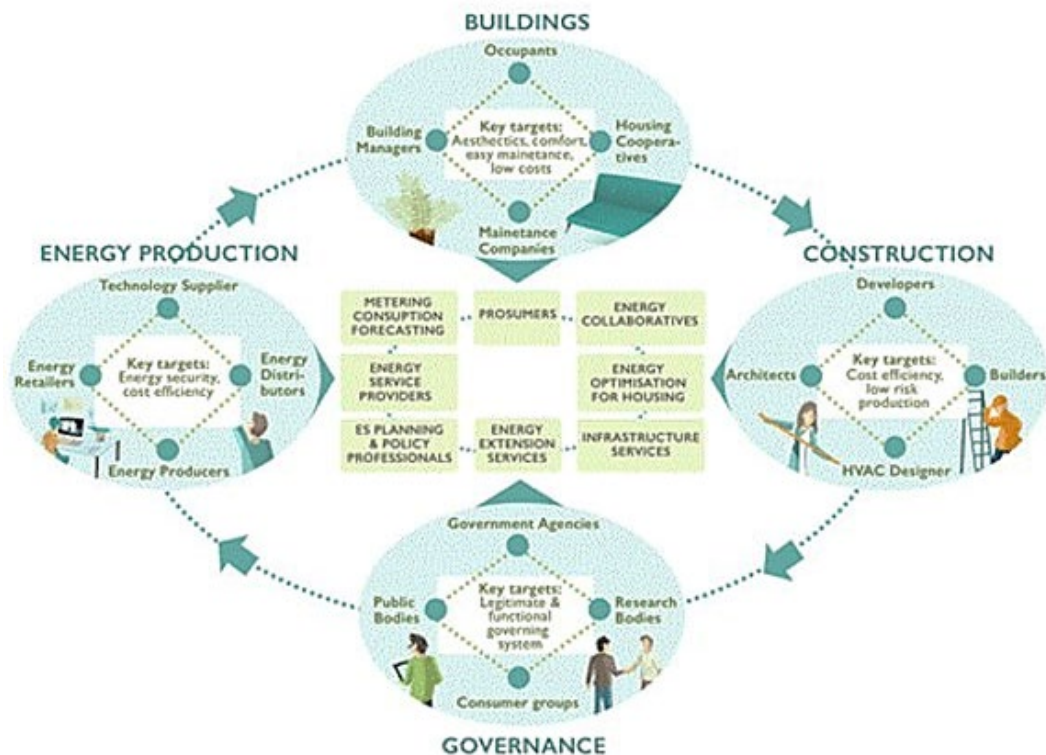 BUILDINGS
Occupants
Building
Managers
Key targets:
Aesthectics, comfort,
easy mainetance,
low costs
Housing
Coopera-
tives
Mainetance
Companies
ENERGY PRODUCTION
Technology Supplier
Energy
Retailers
Key targets:
Energy security,
cost efficiency
Energy
Distri-
butors
Energy Producers
METERING
CONSUPTION
FORECASTING
PROSUMERS
ENERGY
COLLABORATIVES
ENERGY
SERVICE
PROVIDERS
ENERGY
OPTIMISATION
FOR HOUSING
ES PLANNING
& POLICY
PROFESSIONALS
ENERGY
EXTENSION
SERVICES
INFRASTRUCTURE
SERVICES
CONSTRUCTION
Developers
Architects
Key targets:
Cost efficiency,
low risk
production
Builders
HVAC Designer
Government Agencies
Public
Bodies
Key targets:
Legitimate &
functional
governing
system
Research
Bodies
Consumer groups
GOVERNANCE